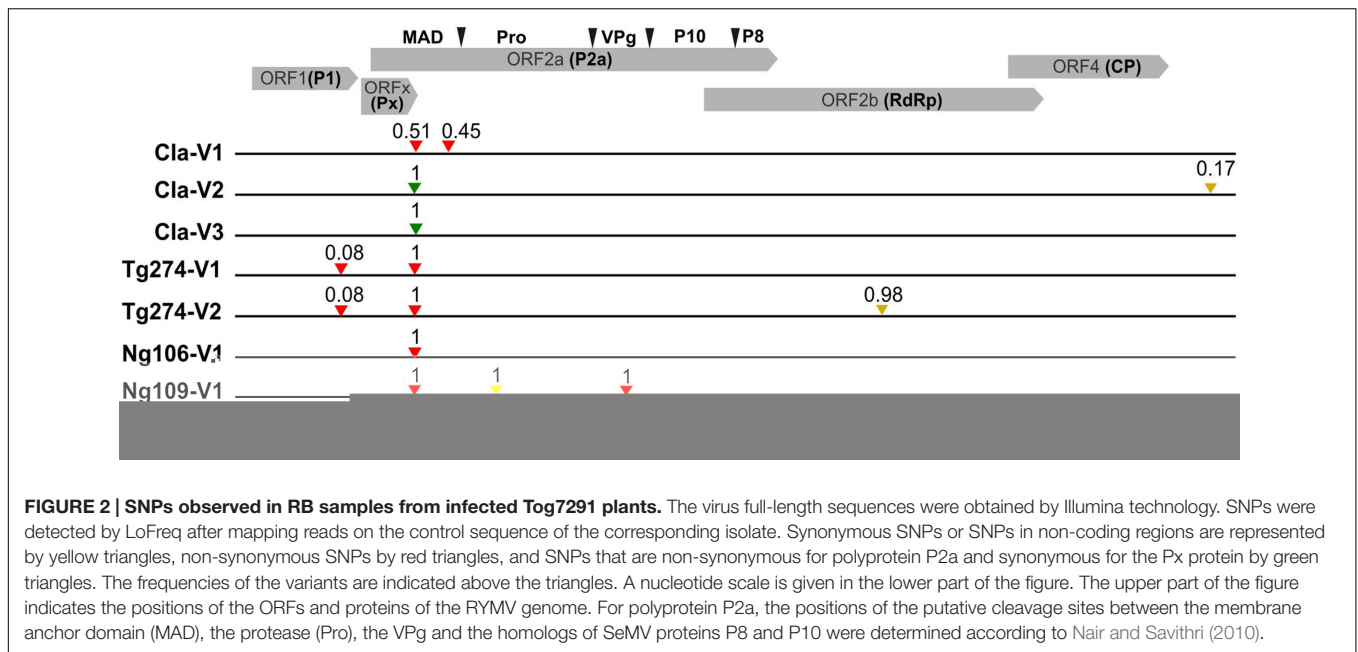 MAD Pro VPg P10 P8
ORF2a (P2a)
ORF1(P1)
ORFx
(Px)
ORF4 (CP)
ORF2b (RdRp)
0.51 0.45
Cla-V1
1 0.17
Cla-V2
1
Cla-V3
0.08 1
Tg274-V1
0.08 1 0.98
Tg274-V2
1
Ng106-V1
1 1 1
Ng109-V1
FIGURE 2 | SNPs observed in RB samples from infected Tog7291 plants. The virus full-length sequences were obtained by Illumina technology. SNPs were
detected by LoFreq after mapping reads on the control sequence of the corresponding isolate. Synonymous SNPs or SNPs in non-coding regions are represented
by yellow triangles, non-synonymous SNPs by red triangles, and SNPs that are non-synonymous for polyprotein P2a and synonymous for the Px protein by green
triangles. The frequencies of the variants are indicated above the triangles. A nucleotide scale is given in the lower part of the figure. The upper part of the figure
indicates the positions of the ORFs and proteins of the RYMV genome. For polyprotein P2a, the positions of the putative cleavage sites between the membrane
anchor domain (MAD), the protease (Pro), the VPg and the homologs of SeMV proteins P8 and P10 were determined according to Nair and Savithri (2010).